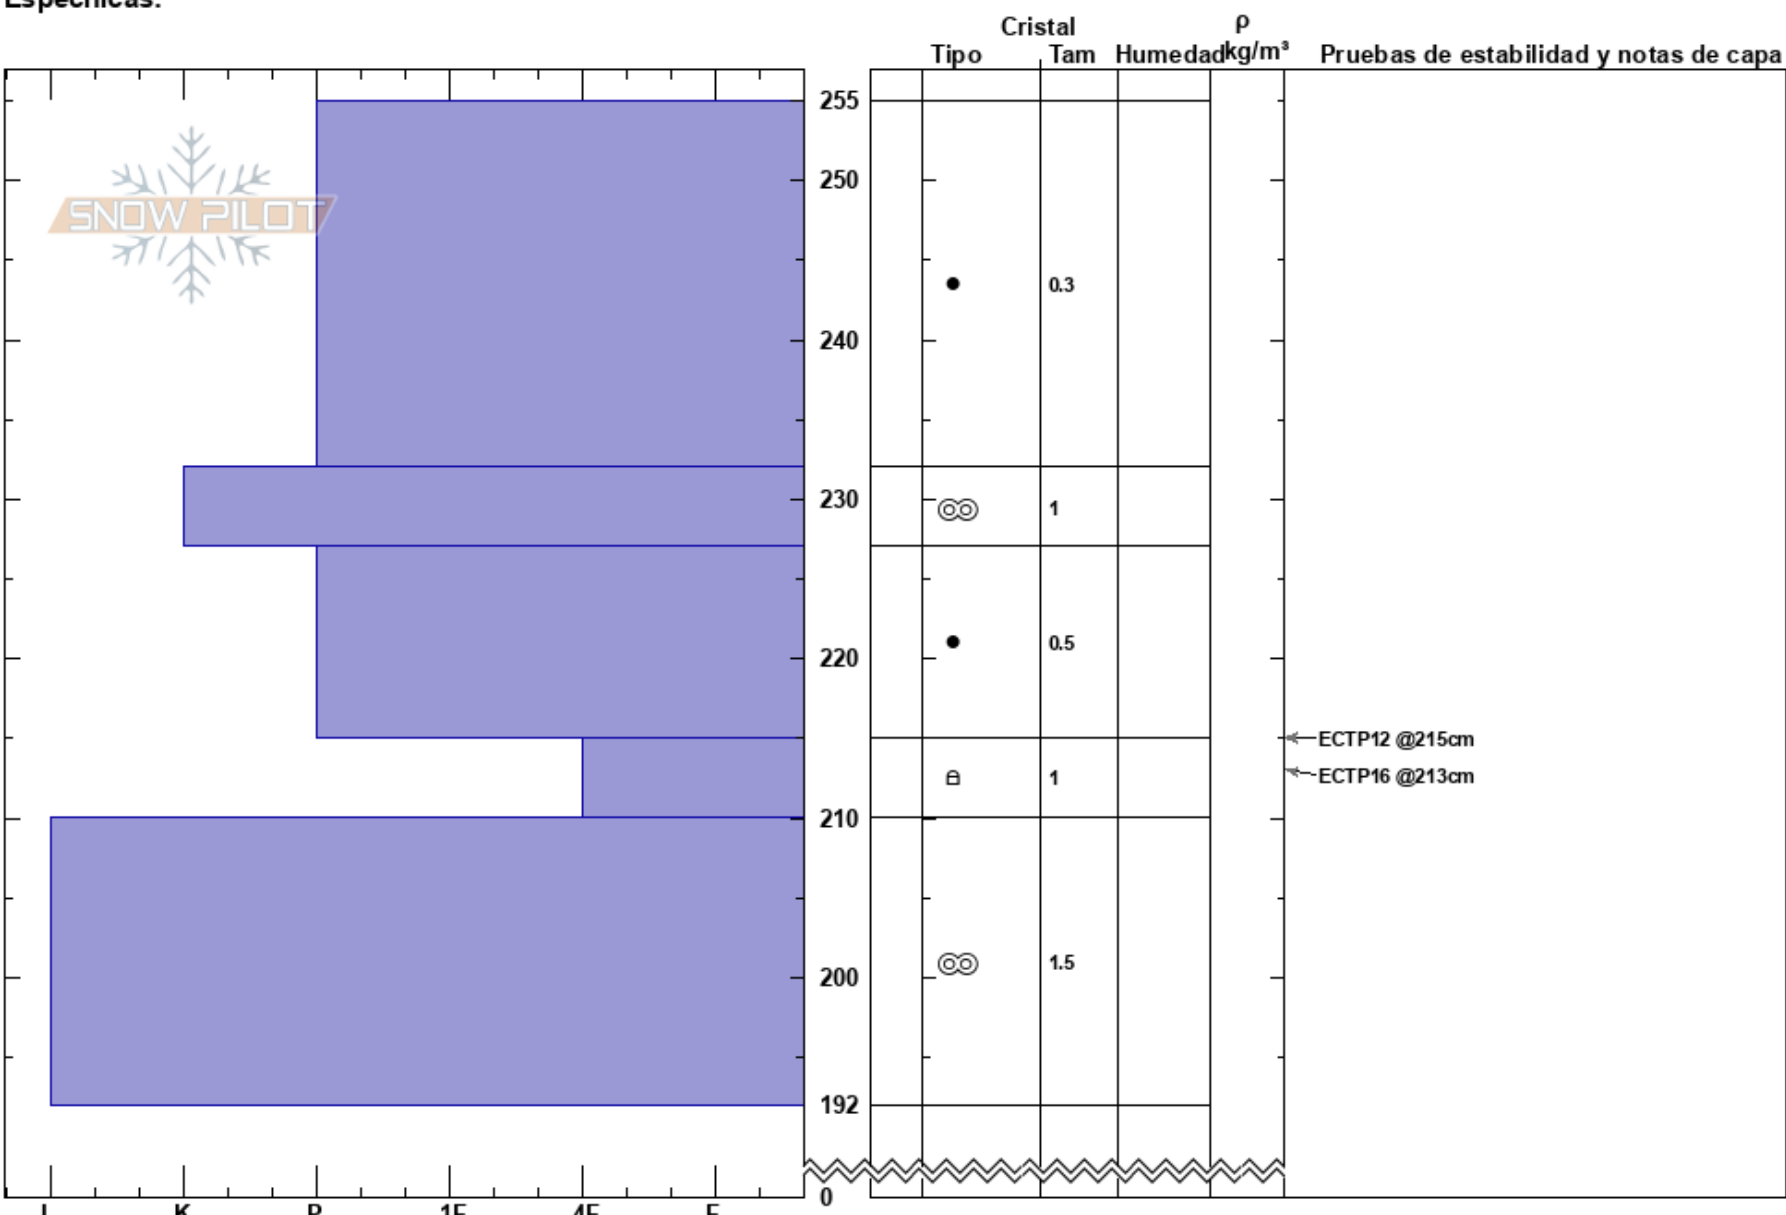 Específicas:
Cristal
ρ
Tipo
Tam
Humedad
kg/m³
Pruebas de estabilidad y notas de capa
255
SNOW PILOT
250
0.3
240
230
1
220
0.5
ECTP12 @215cm
1
ECTP16 @213cm
210
200
1.5
192
0
I K P 1F 4F F